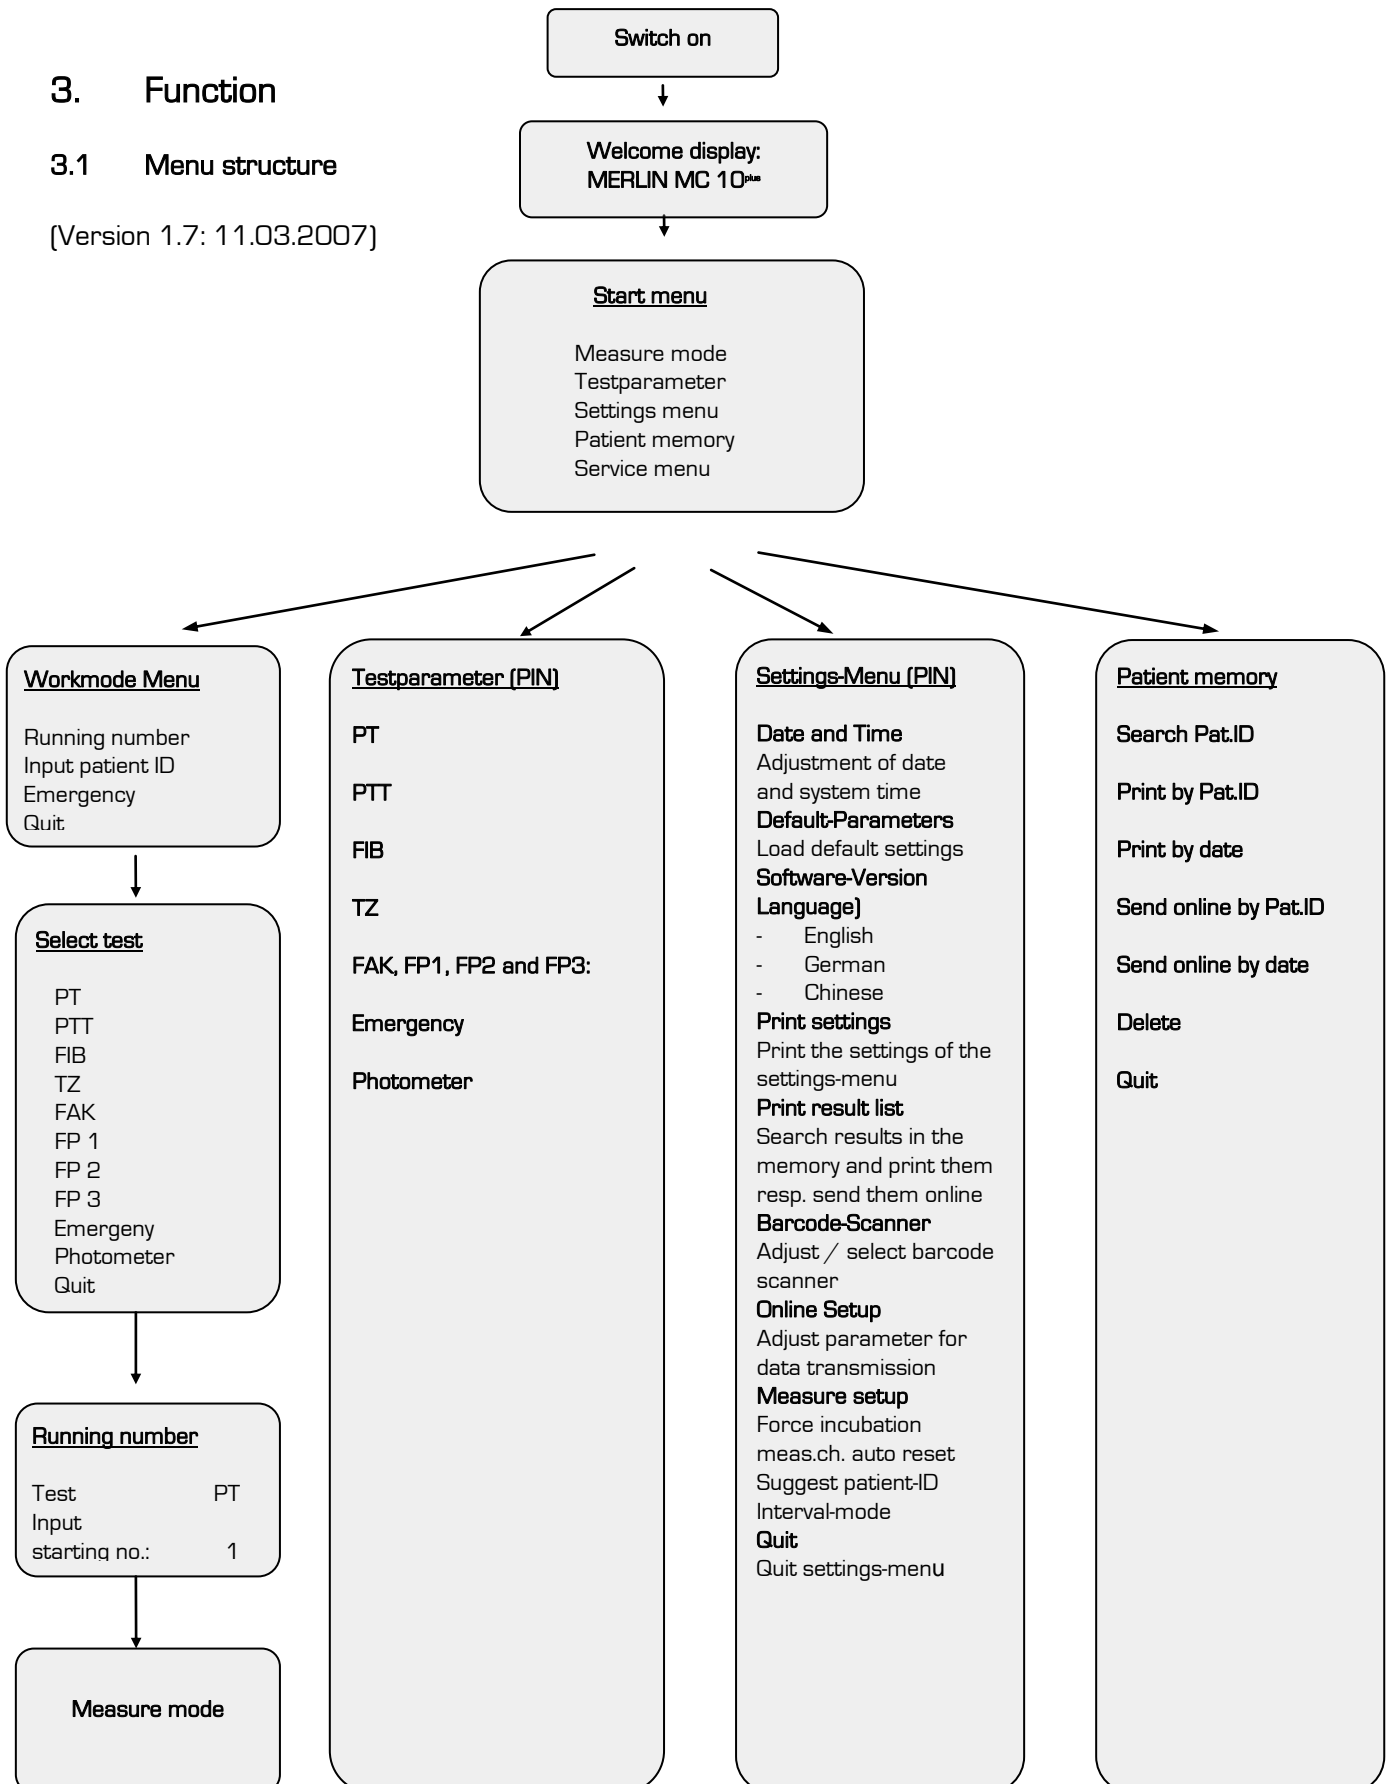 Switch on
3. Function
3.1 Menu structure
(Version 1.7: 11.03.2007)
Welcome display:
MERLIN MC 10plus
Start menu
Measure mode
Testparameter
Settings menu
Patient memory
Service menu
Workmode Menu
Running number
Input patient ID
Emergency
Quit
Select test
PT
PTT
FIB
TZ
FAK
FP 1
FP 2
FP 3
Emergeny
Photometer
Quit
Running number
Test PT
Input
starting no.: 1
Measure mode
Testparameter (PIN)
PT
PTT
FIB
TZ
FAK, FP1, FP2 and FP3:
Emergency
Photometer
Settings-Menu (PIN)
Date and Time
Adjustment of date
and system time
Default-Parameters
Load default settings
Software-Version
Language)
- English
- German
- Chinese
Print settings
Print the settings of the
settings-menu
Print result list
Search results in the
memory and print them
resp. send them online
Barcode-Scanner
Adjust / select barcode
scanner
Online Setup
Adjust parameter for
data transmission
Measure setup
Force incubation
meas.ch. auto reset
Suggest patient-ID
Interval-mode
Quit
Quit settings-menu
Patient memory
Search Pat.ID
Print by Pat.ID
Print by date
Send online by Pat.ID
Send online by date
Delete
Quit